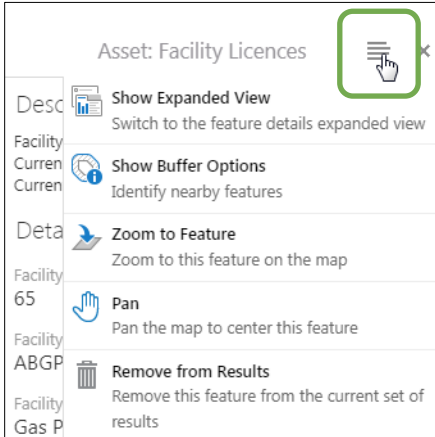 Asset: Facility Licences
Desc
Show Expanded View
Switch to the feature details expanded view
Facility
Curren
Curren
Show Buffer Options
Identify nearby features
Deta
Zoom to Feature
Zoom to this feature on the map
Facility
65
Pan
Pan the map to center this feature
Facility
ABGP
Remove from Results
Remove this feature from the current set of
results
Facility
Gas P